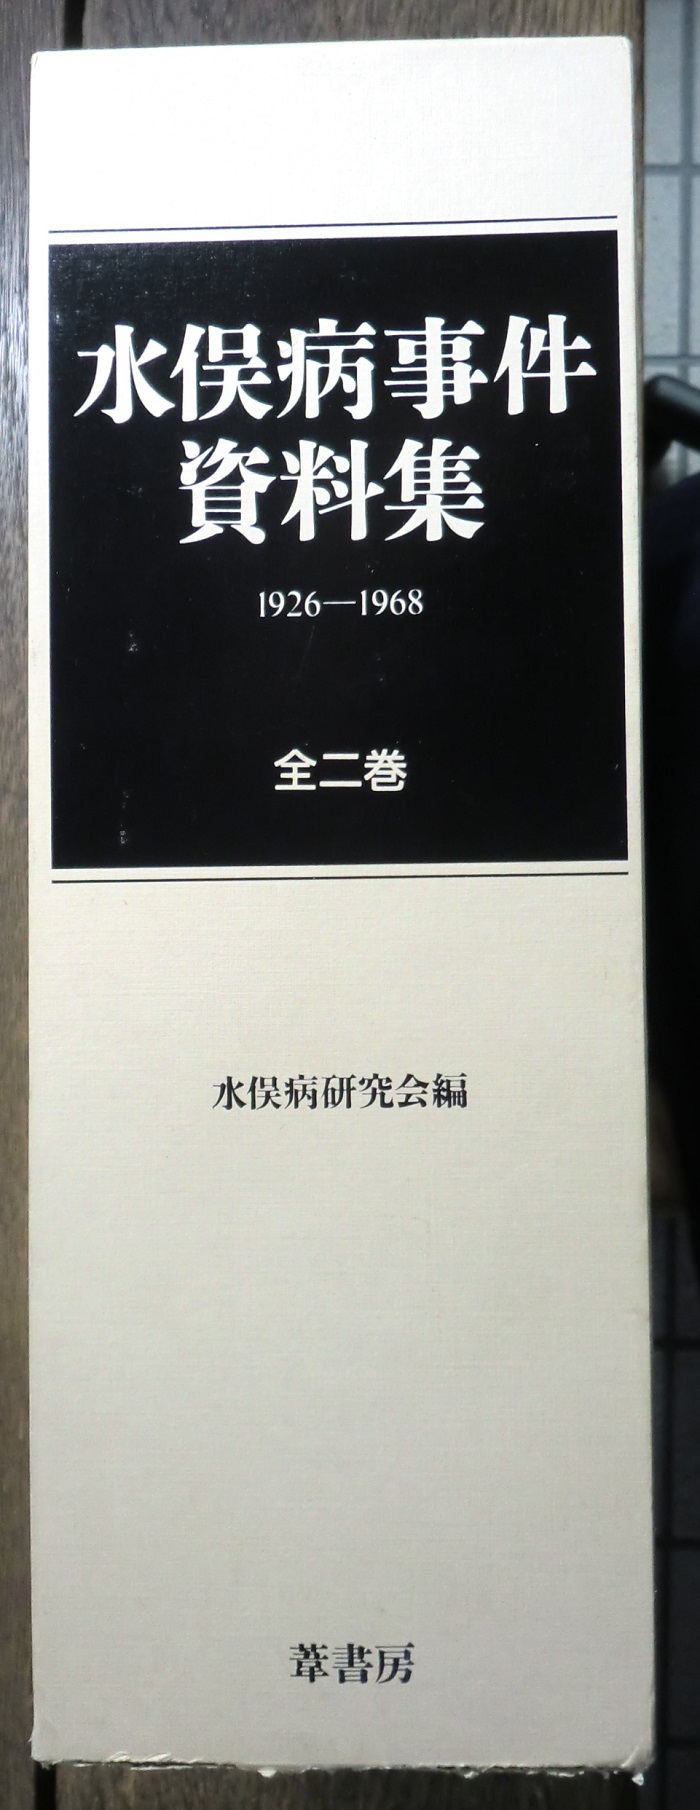 水俣病事件
資料集
1926—1968
全二巻
水俣病研究会編
葦書房